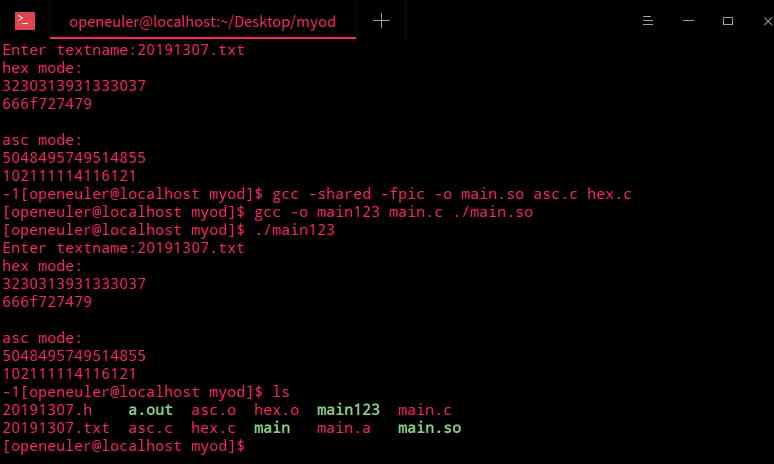 openeuler@localhost:~/Desktop/myod
Enter textname:20191307.txt
hex mode:
3230313931333037
666f727479
asc mode:
5048495749514855
102111114116121
-1[openeuler@localhost myod]$ gcc -shared -fpic -o main.so asc.c hex.c
[openeuler@localhost myod]$ gcc -o main123 main.c ./main.so
[openeuler@localhost myod]$ ./main123
Enter textname:20191307.txt
hex mode:
3230313931333037
666f727479
asc mode:
5048495749514855
102111114116121
-1[openeuler@localhost myod]$ ls
20191307.h    a.out  asc.o  hex.o  main123  main.c
20191307.txt  asc.c  hex.c  main   main.a   main.so
[openeuler@localhost myod]$